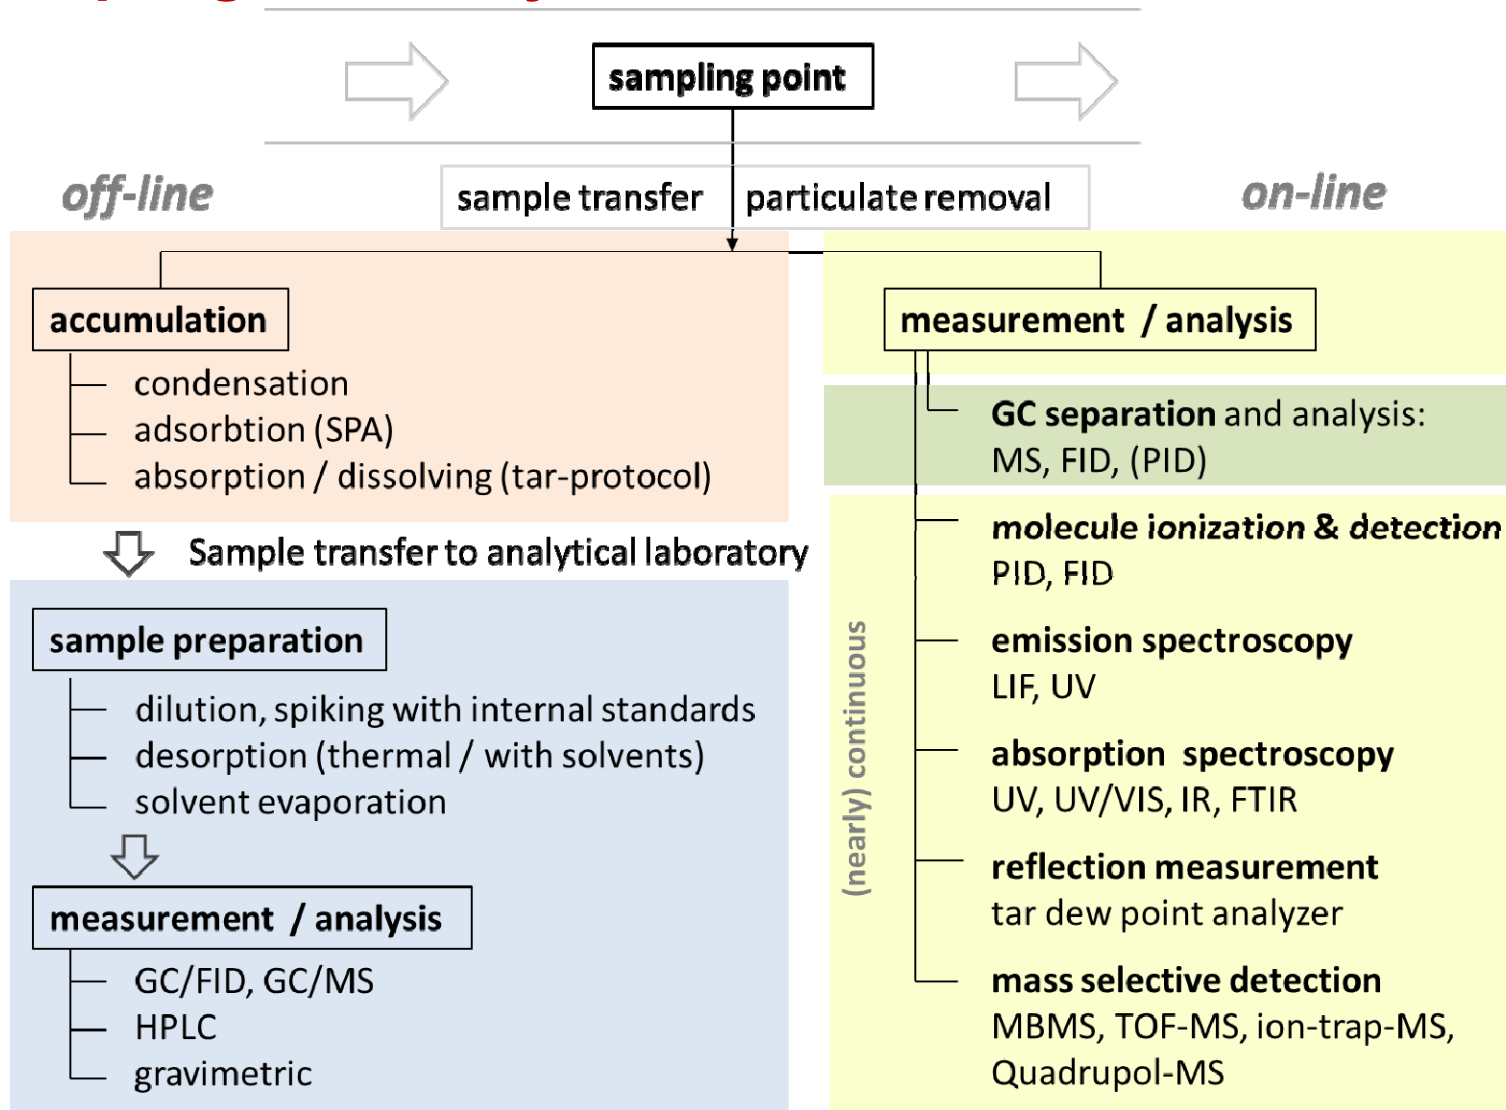 sampling point
off-line
sample transfer
particulate removal
on-line
accumulation
condensation
adsorbtion (SPA)
absorption / dissolving (tar-protocol)
Sample transfer to analytical laboratory
sample preparation
dilution, spiking with internal standards
desorption (thermal / with solvents)
solvent evaporation
measurement / analysis
GC/FID, GC/MS
HPLC
gravimetric
measurement / analysis
GC separation and analysis:
MS, FID, (PID)
(nearly) continuous
molecule ionization & detection
PID, FID
emission spectroscopy
LIF, UV
absorption spectroscopy
UV, UV/VIS, IR, FTIR
reflection measurement
tar dew point analyzer
mass selective detection
MBMS, TOF-MS, ion-trap-MS,
Quadrupol-MS